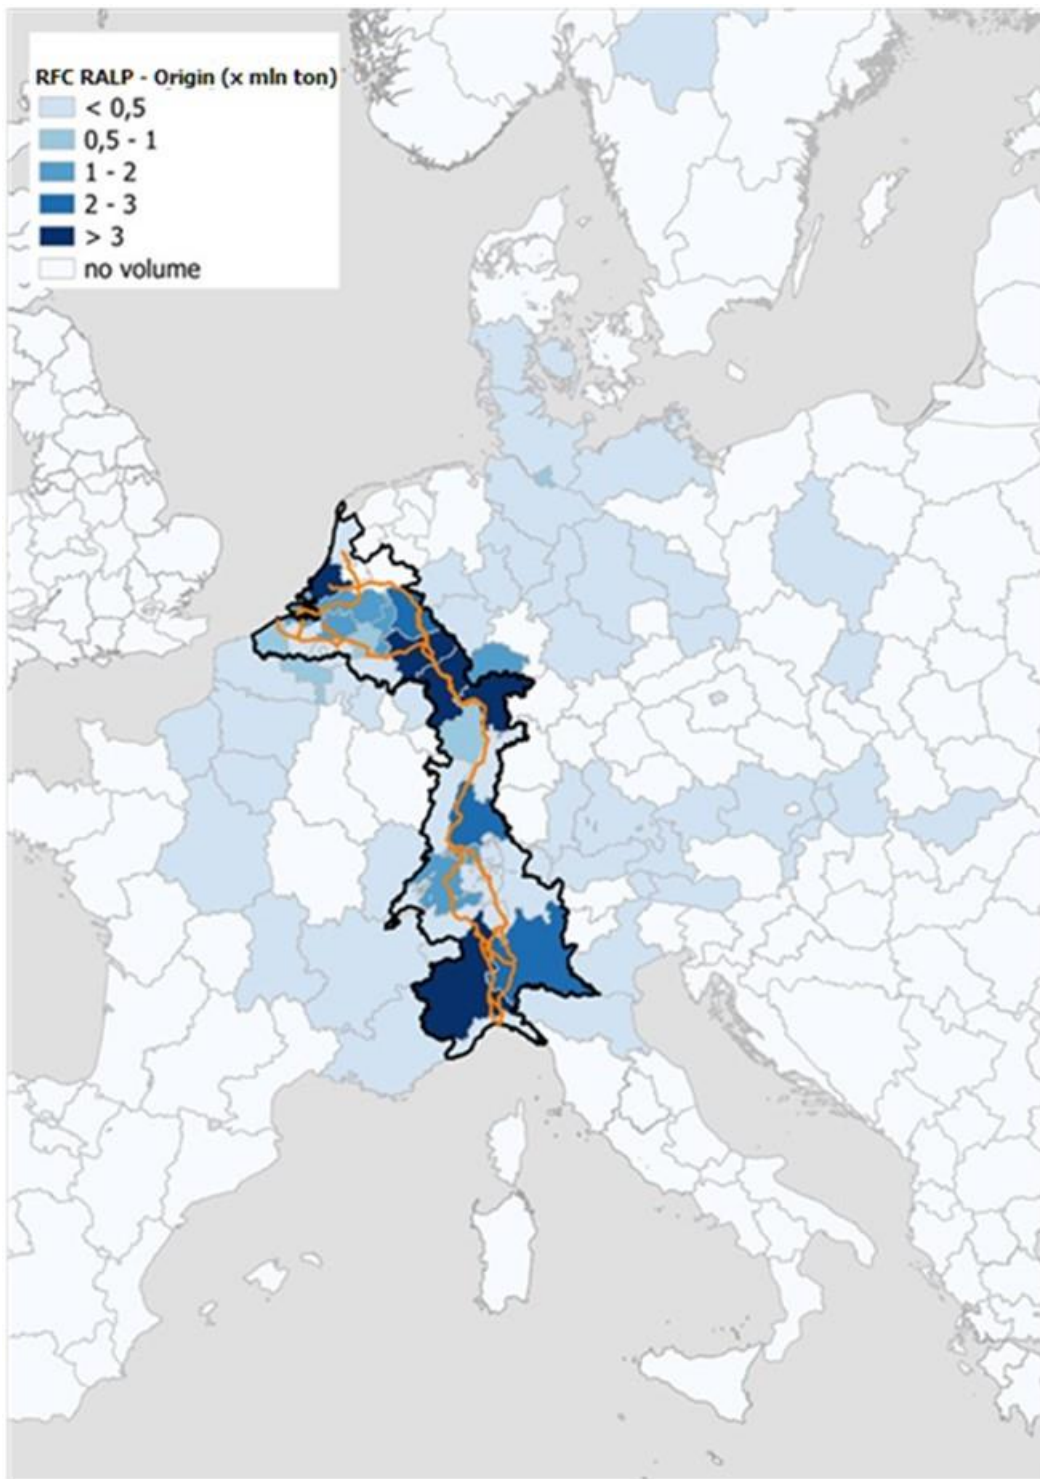 RFC RALP - Origin (x mln ton)
< 0,5
0,5 - 1
1 - 2
2 - 3
> 3
no volume